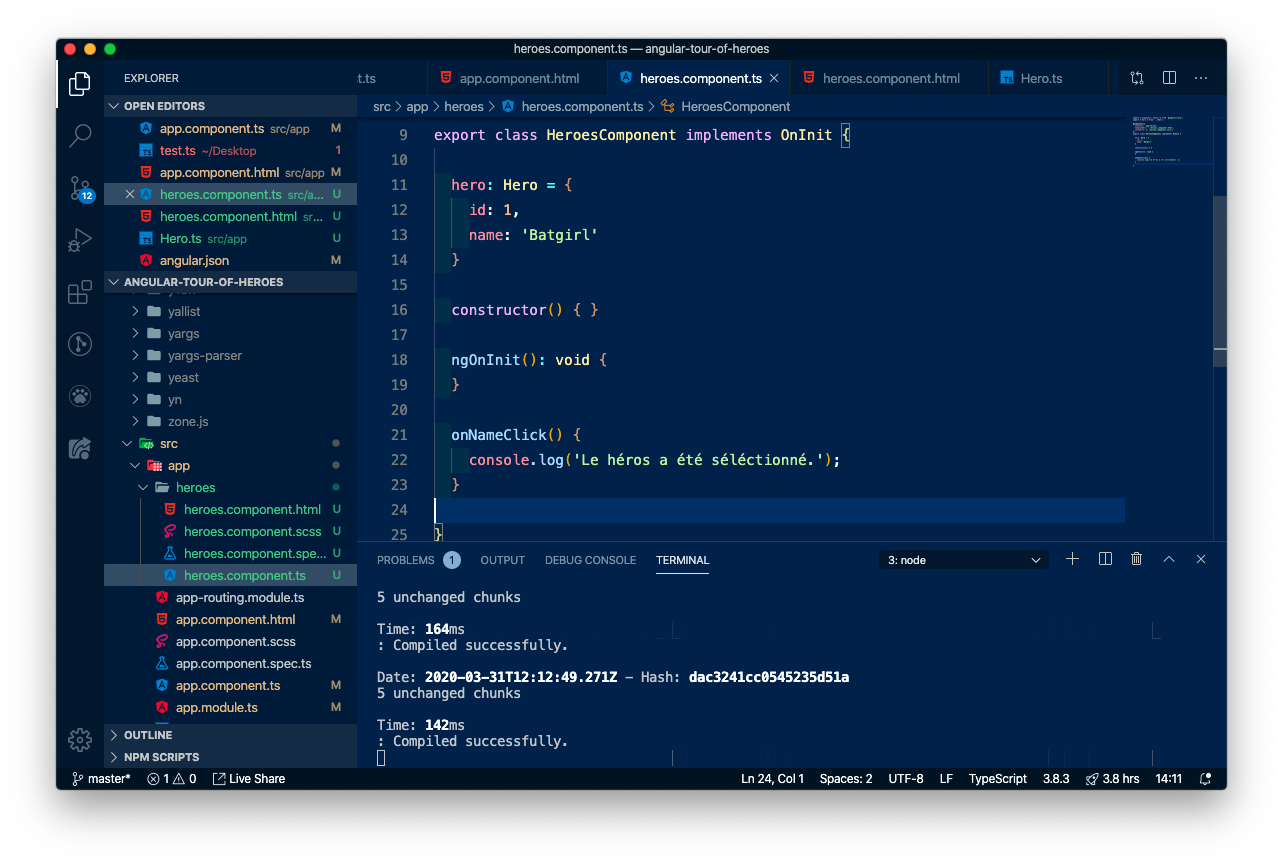 heroes.component.ts — angular-tour-of-heroes
EXPLORER
OPEN EDITORS
app.component.ts src/app M
test.ts ~/Desktop 1
app.component.html src/app M
heroes.component.ts src/a... U
heroes.component.html sr... U
Hero.ts src/app U
angular.json M
ANGULAR-TOUR-OF-HEROES
yallist
yargs
yargs-parser
yeast
yn
zone.js
src
app
heroes
heroes.component.html U
heroes.component.scss U
heroes.component.spe... U
heroes.component.ts U
app-routing.module.ts
app.component.html M
app.component.scss
app.component.spec.ts
app.component.ts M
app.module.ts M
OUTLINE
NPM SCRIPTS
12
t.ts app.component.html heroes.component.ts heroes.component.html TS Hero.ts
src > app > heroes > heroes.component.ts > HeroesComponent
9 export class HeroesComponent implements OnInit {
10
11 hero: Hero = {
12 id: 1,
13 name: 'Batgirl'
14 }
15
16 constructor() { }
17
18 ngOnInit(): void {
19 }
20
21 onNameClick() {
22 console.log('Le héros a été séléctionné.');
23 }
24
25 }
PROBLEMS 1 OUTPUT DEBUG CONSOLE TERMINAL 3: node
5 unchanged chunks
Time: 164ms
: Compiled successfully.
Date: 2020-03-31T12:12:49.271Z - Hash: dac3241cc0545235d51a
5 unchanged chunks
Time: 142ms
: Compiled successfully.
master* 1 0 Live Share Ln 24, Col 1 Spaces: 2 UTF-8 LF TypeScript 3.8.3 3.8 hrs 14:11